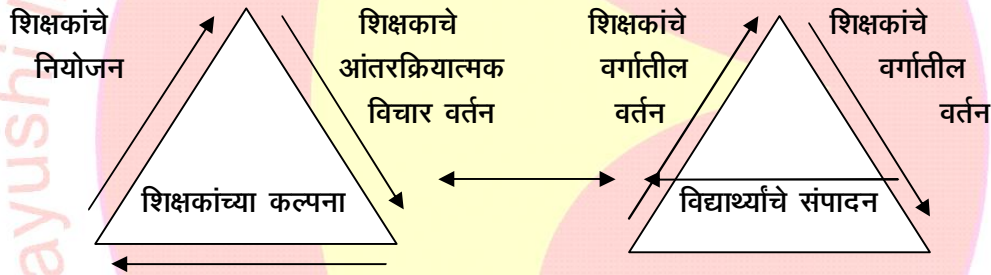 शिक्षकांचे
नियोजन
शिक्षकाचे
आंतरक्रियात्मक
विचार वर्तन
शिक्षकांच्या कल्पना
शिक्षकांचे
वर्गातील
वर्तन
शिक्षकांचे
वर्गातील
वर्तन
विद्यार्थ्यांचे संपादन
ayushi